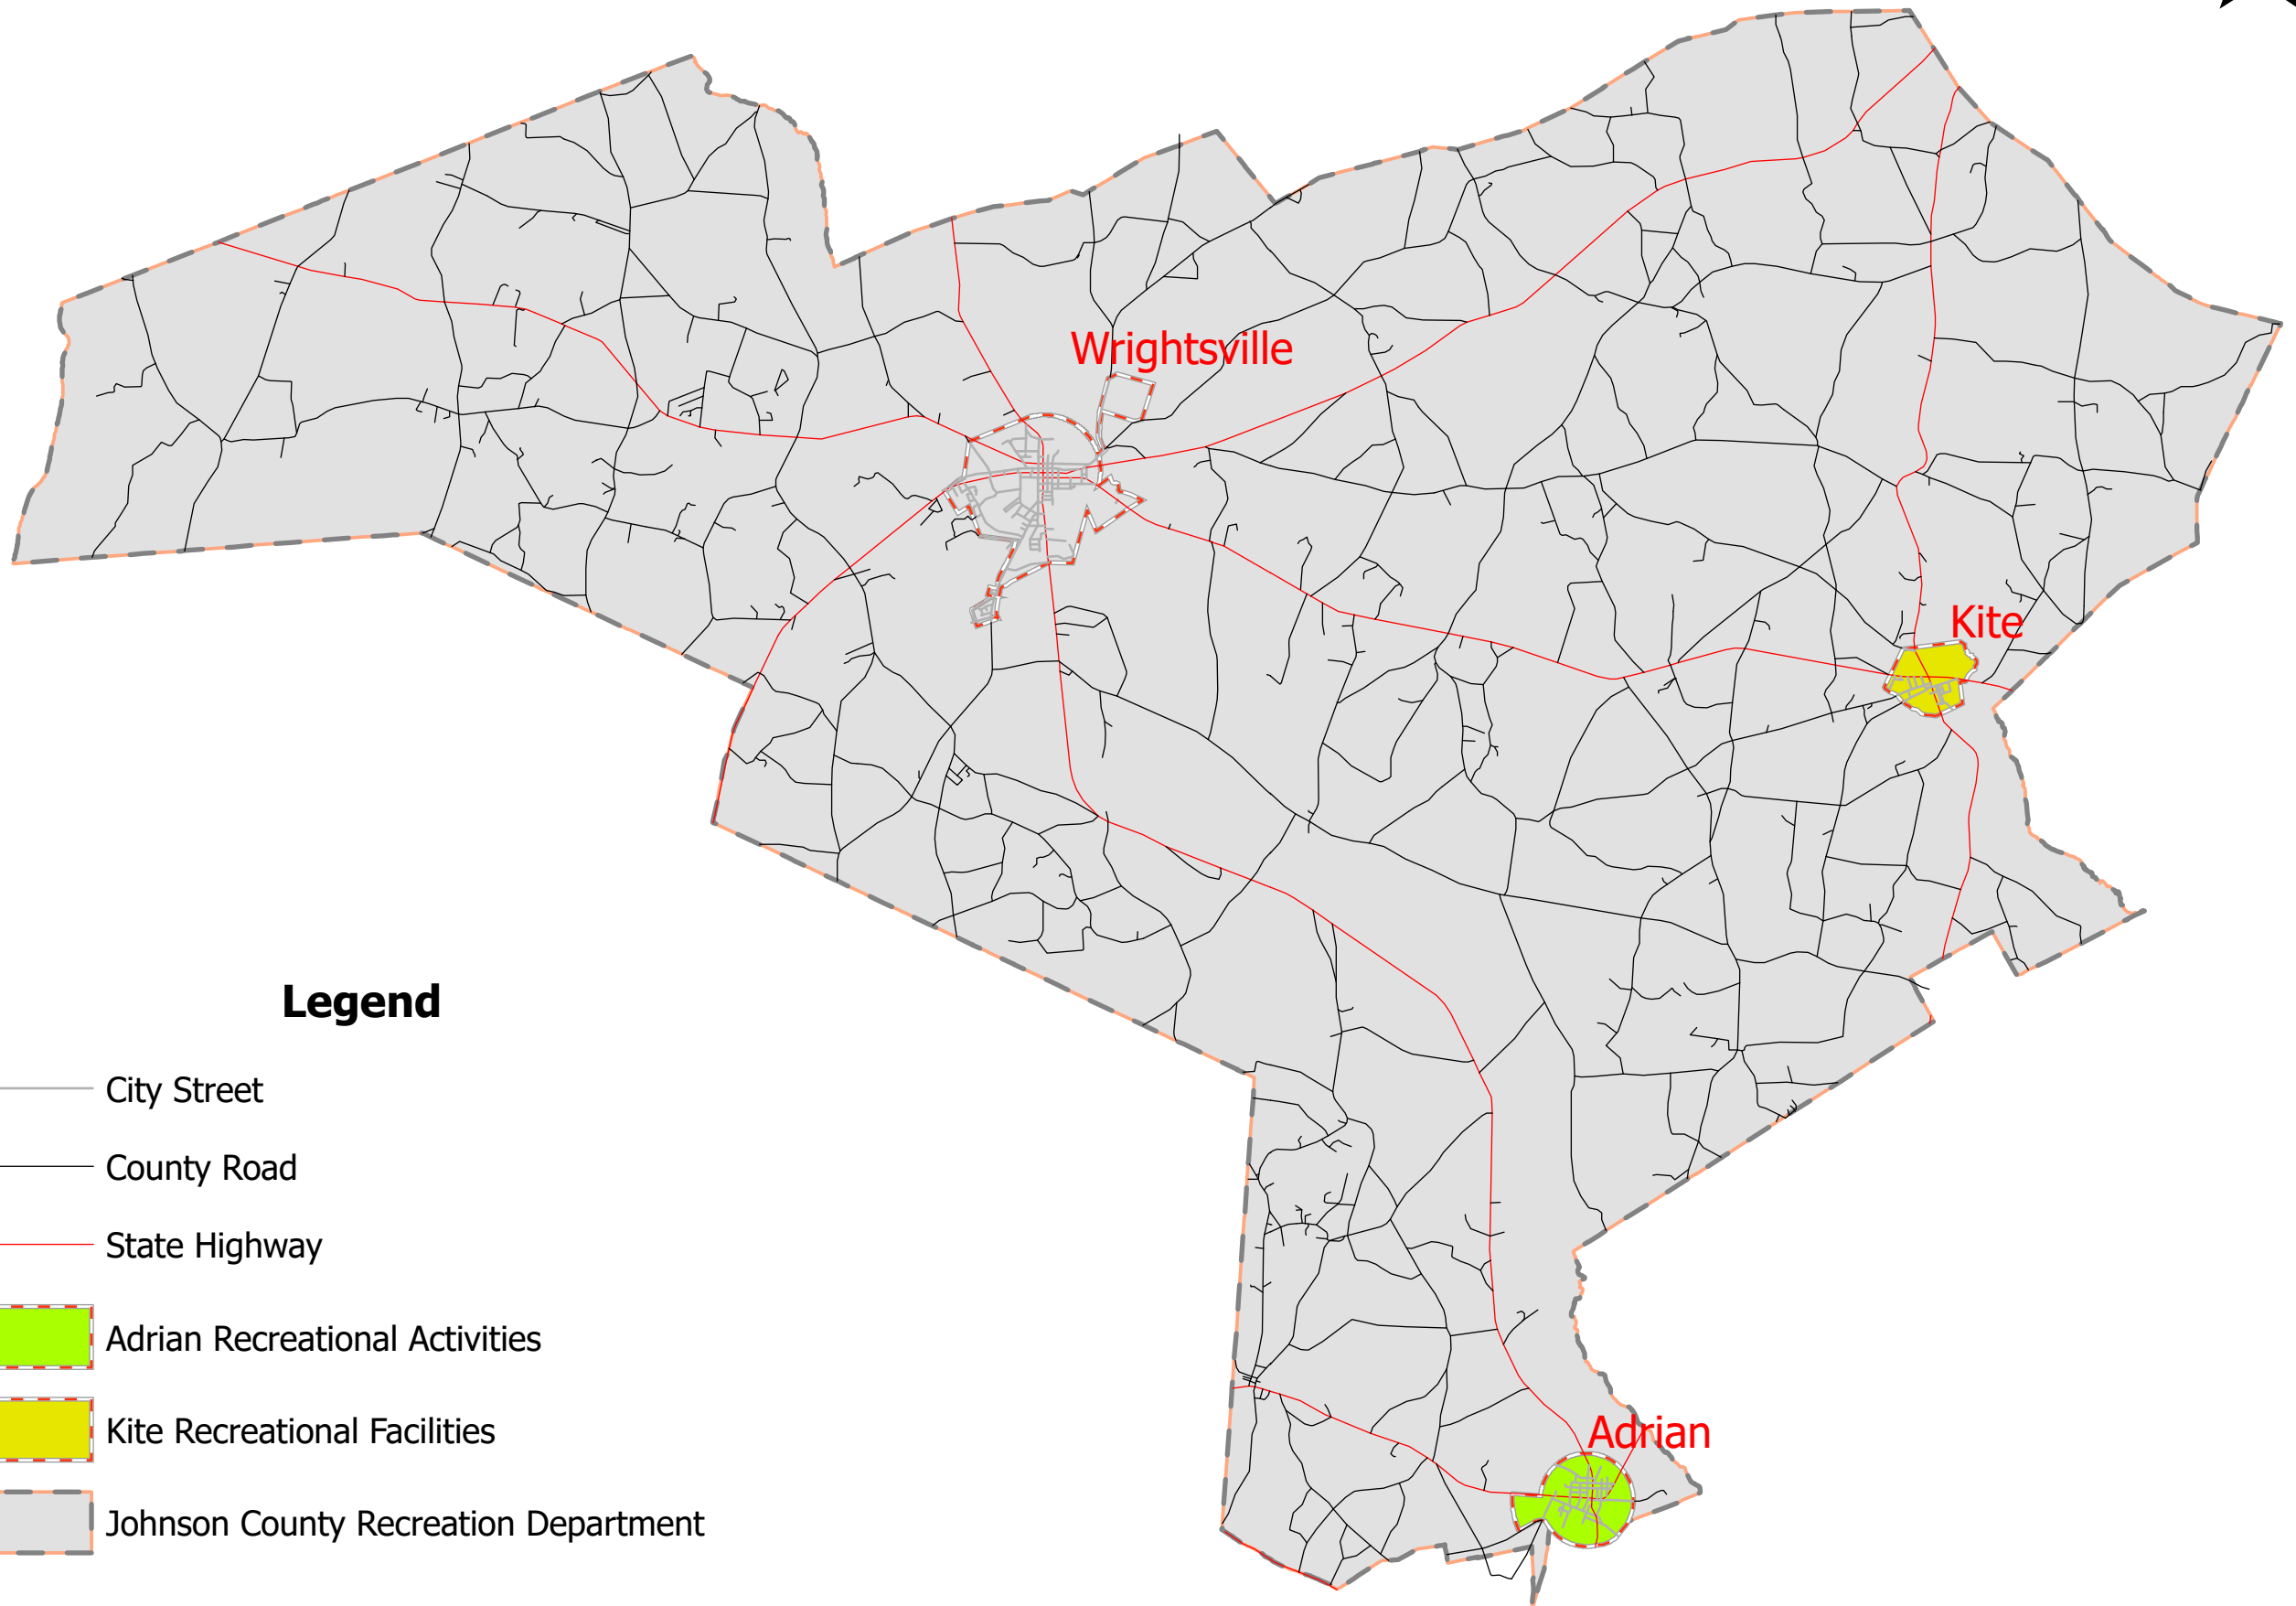 Wrightsville
Kite
Legend
City Street
County Road
State Highway
Adrian Recreational Activities
Kite Recreational Facilities
Johnson County Recreation Department
Adrian